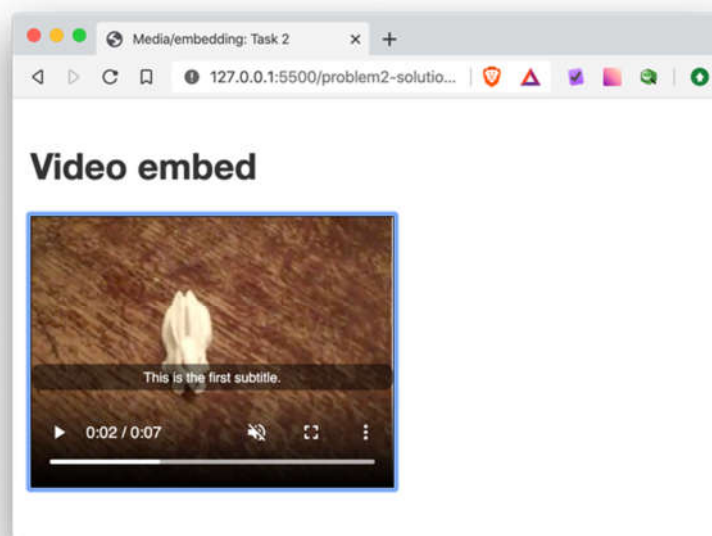 Media/embedding: Task 2
127.0.0.1:5500/problem2-solutio...
Video embed
This is the first subtitle.
0:02 / 0:07